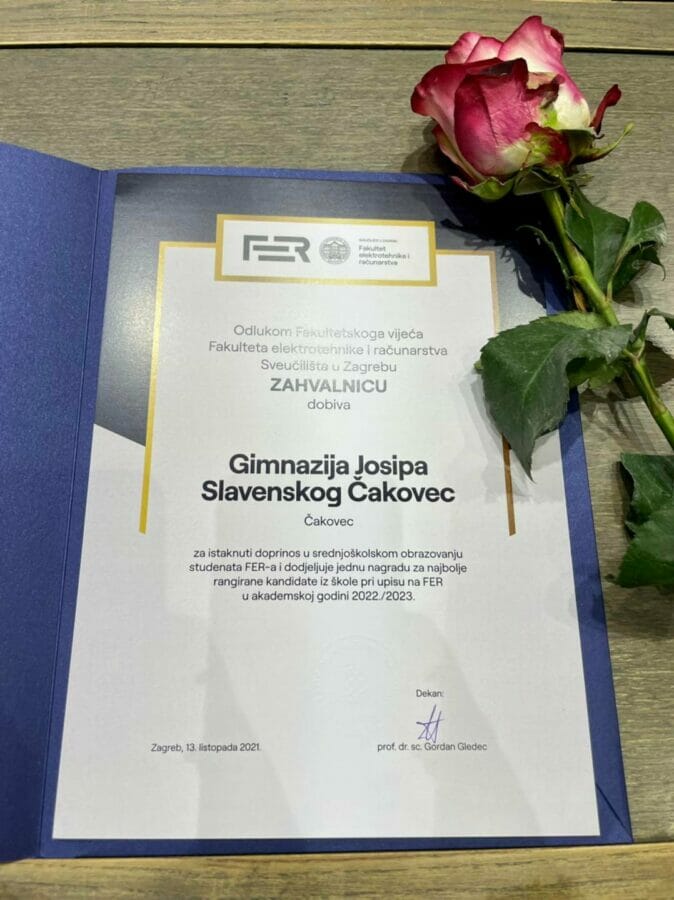 FER
SVEUČILIŠTE U ZAGREBU
Fakultet
elektrotehnike i
računarstva
Odlukom Fakultetskoga vijeća
Fakulteta elektrotehnike i računarstva
Sveučilišta u Zagrebu
ZAHVALNICU
dobiva
Gimnazija Josipa
Slavenskog Čakovec
Čakovec
za istaknuti doprinos u srednjoškolskom obrazovanju
studenata FER-a i dodjeljuje jednu nagradu za najbolje
rangirane kandidate iz škole pri upisu na FER
u akademskoj godini 2022./2023.
Dekan:
Zagreb, 13. listopada 2021.
prof. dr. sc. Gordan Gledec